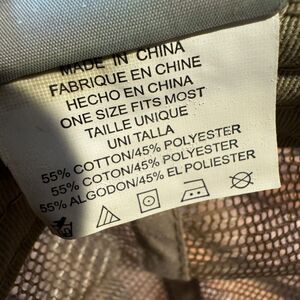 MADE IN CHINA
FABRIQUE EN CHINE
HECHO EN CHINA
ONE SIZE FITS MOST
TAILLE UNIQUE
UNI TALLA
55% COTTON/45% POLYESTER
55% COTON/45% POLYESTER
55% ALGODON/45% EL POLIESTER